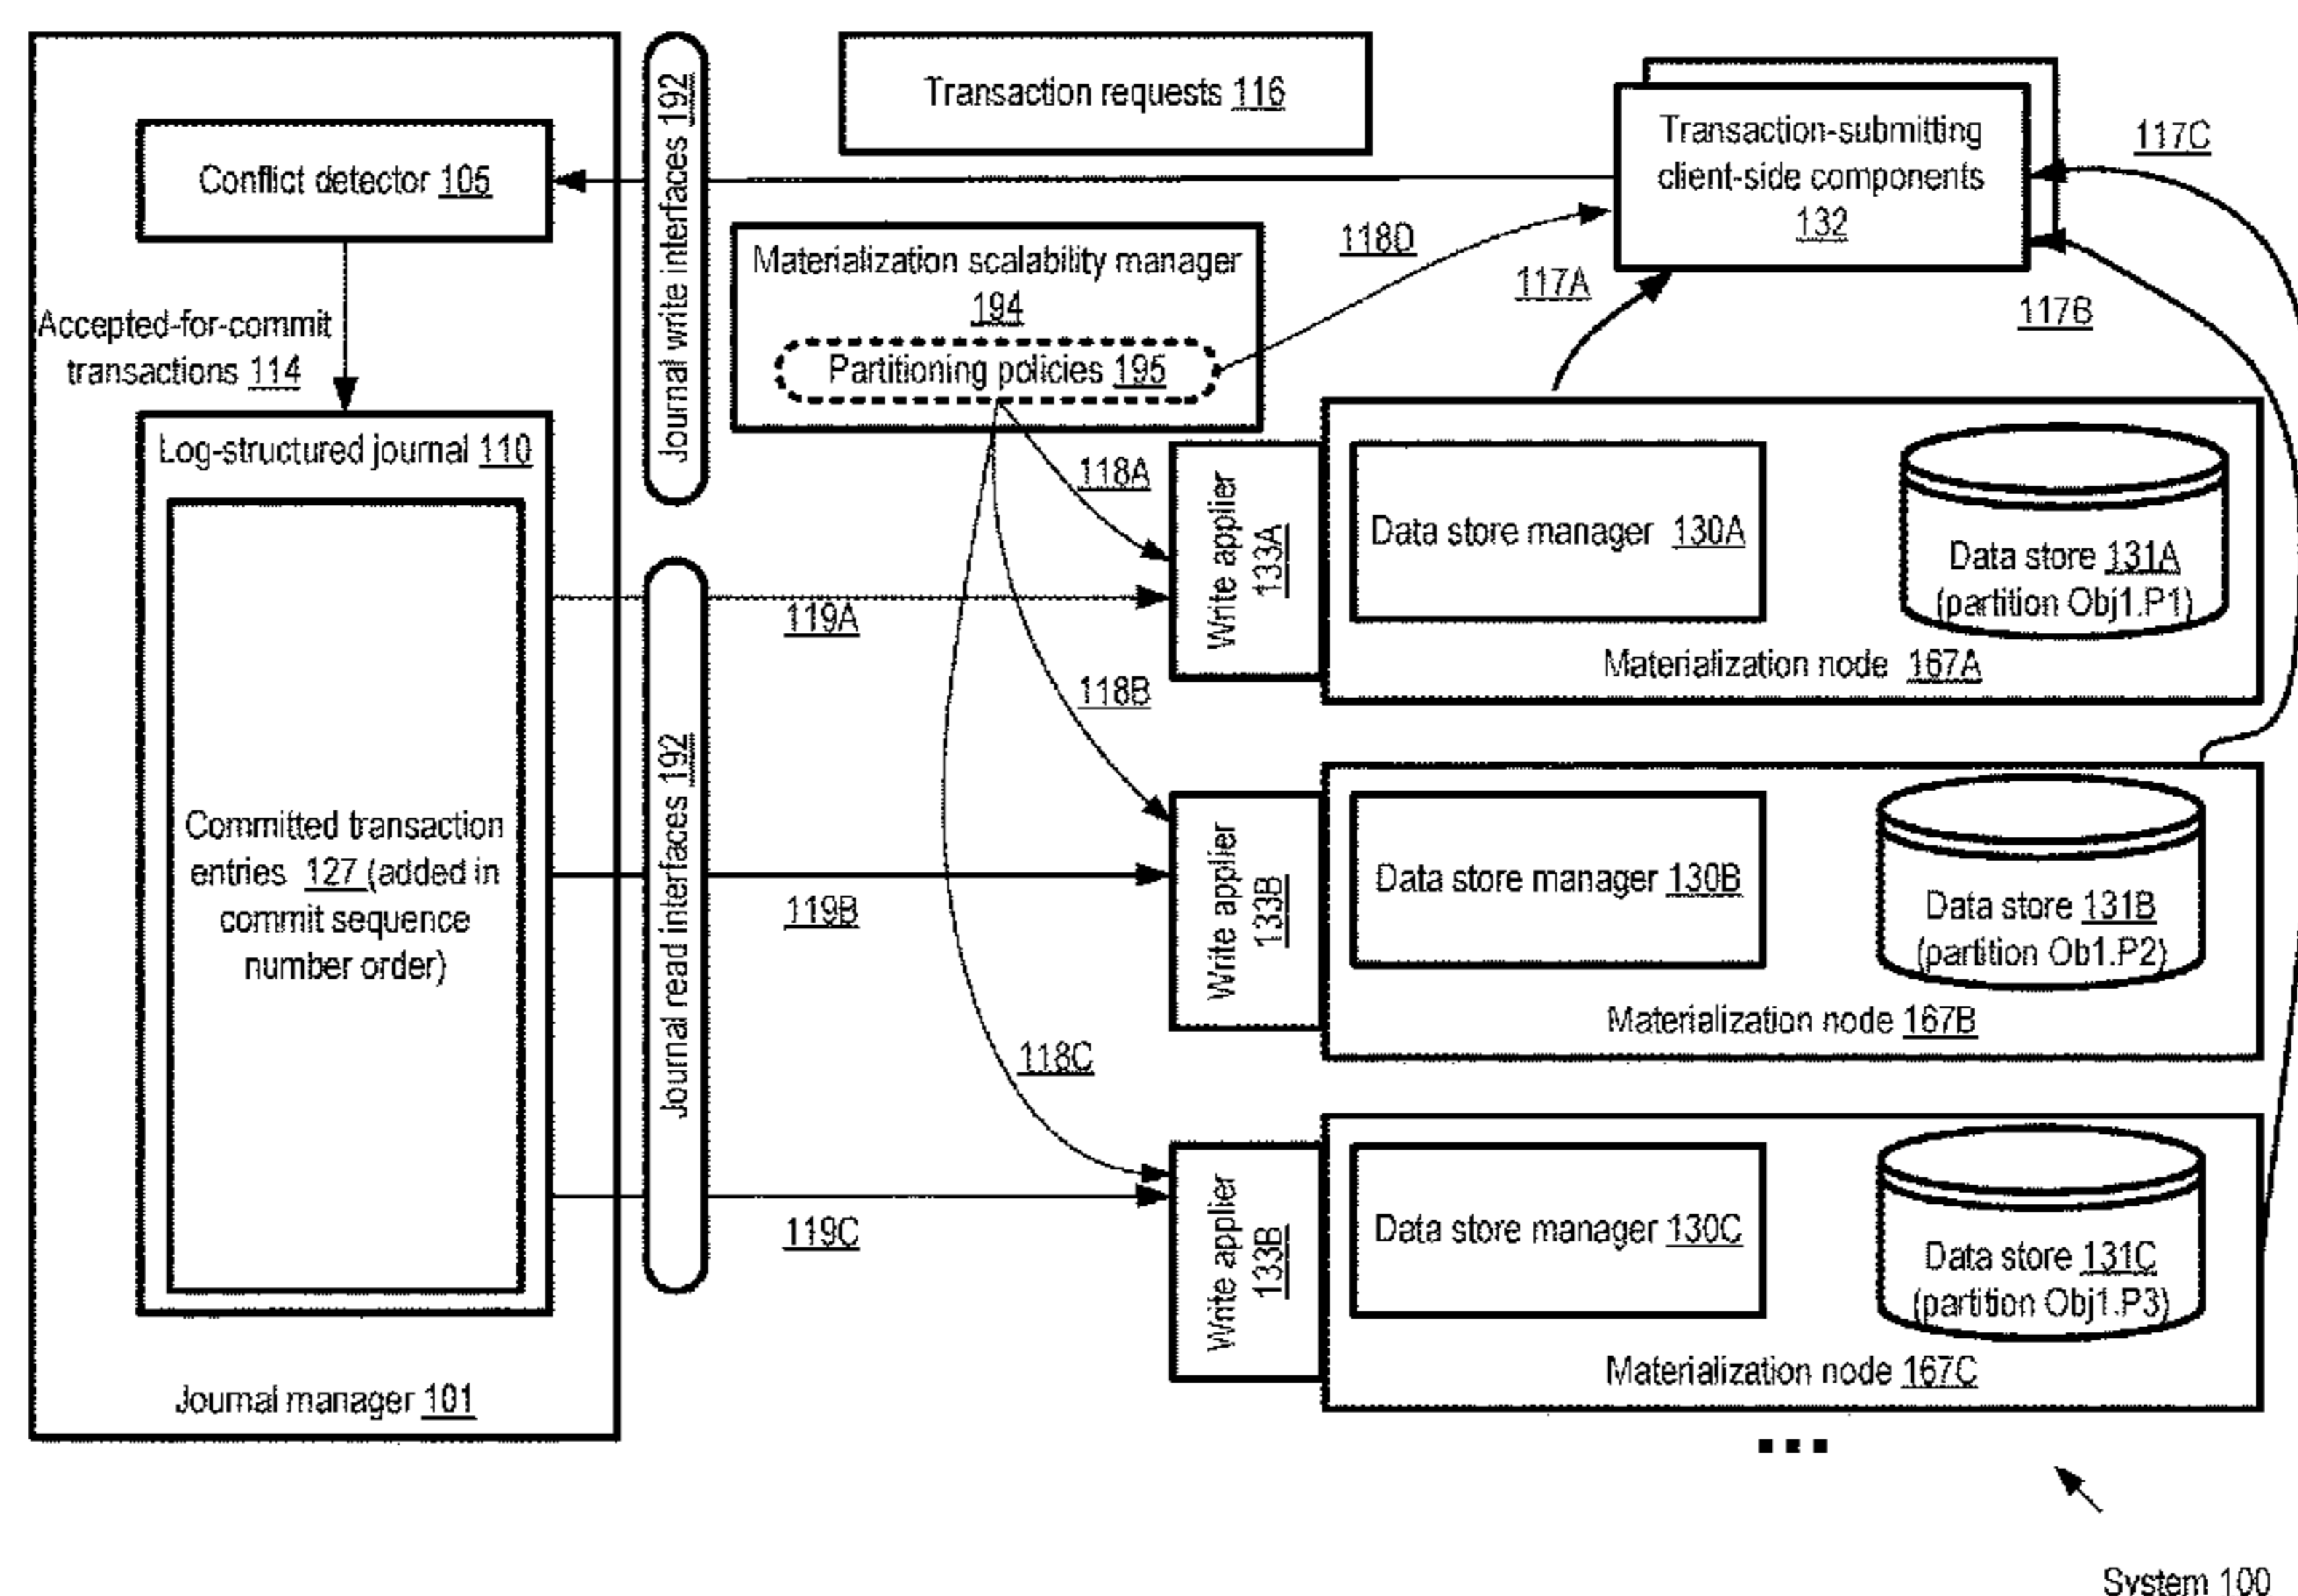 Transaction requests 116
Journal write interfaces 192
Conflict detector 105
Transaction-submitting
client-side components
132
117C
118D
117A
117B
Materialization scalability manager
194
Partitioning policies 195
Accepted-for-commit
transactions 114
Log-structured journal 110
Committed transaction
entries 127 (added in
commit sequence
number order)
Journal manager 101
Journal read interfaces 192
118A
119A
118B
119B
118C
119C
Write applier
133A
Data store manager 130A
Data store 131A
(partition Obj1.P1)
Materialization node 167A
Write applier
133B
Data store manager 130B
Data store 131B
(partition Ob1.P2)
Materialization node 167B
Write applier
133B
Data store manager 130C
Data store 131C
(partition Obj1.P3)
Materialization node 167C
...
System 100